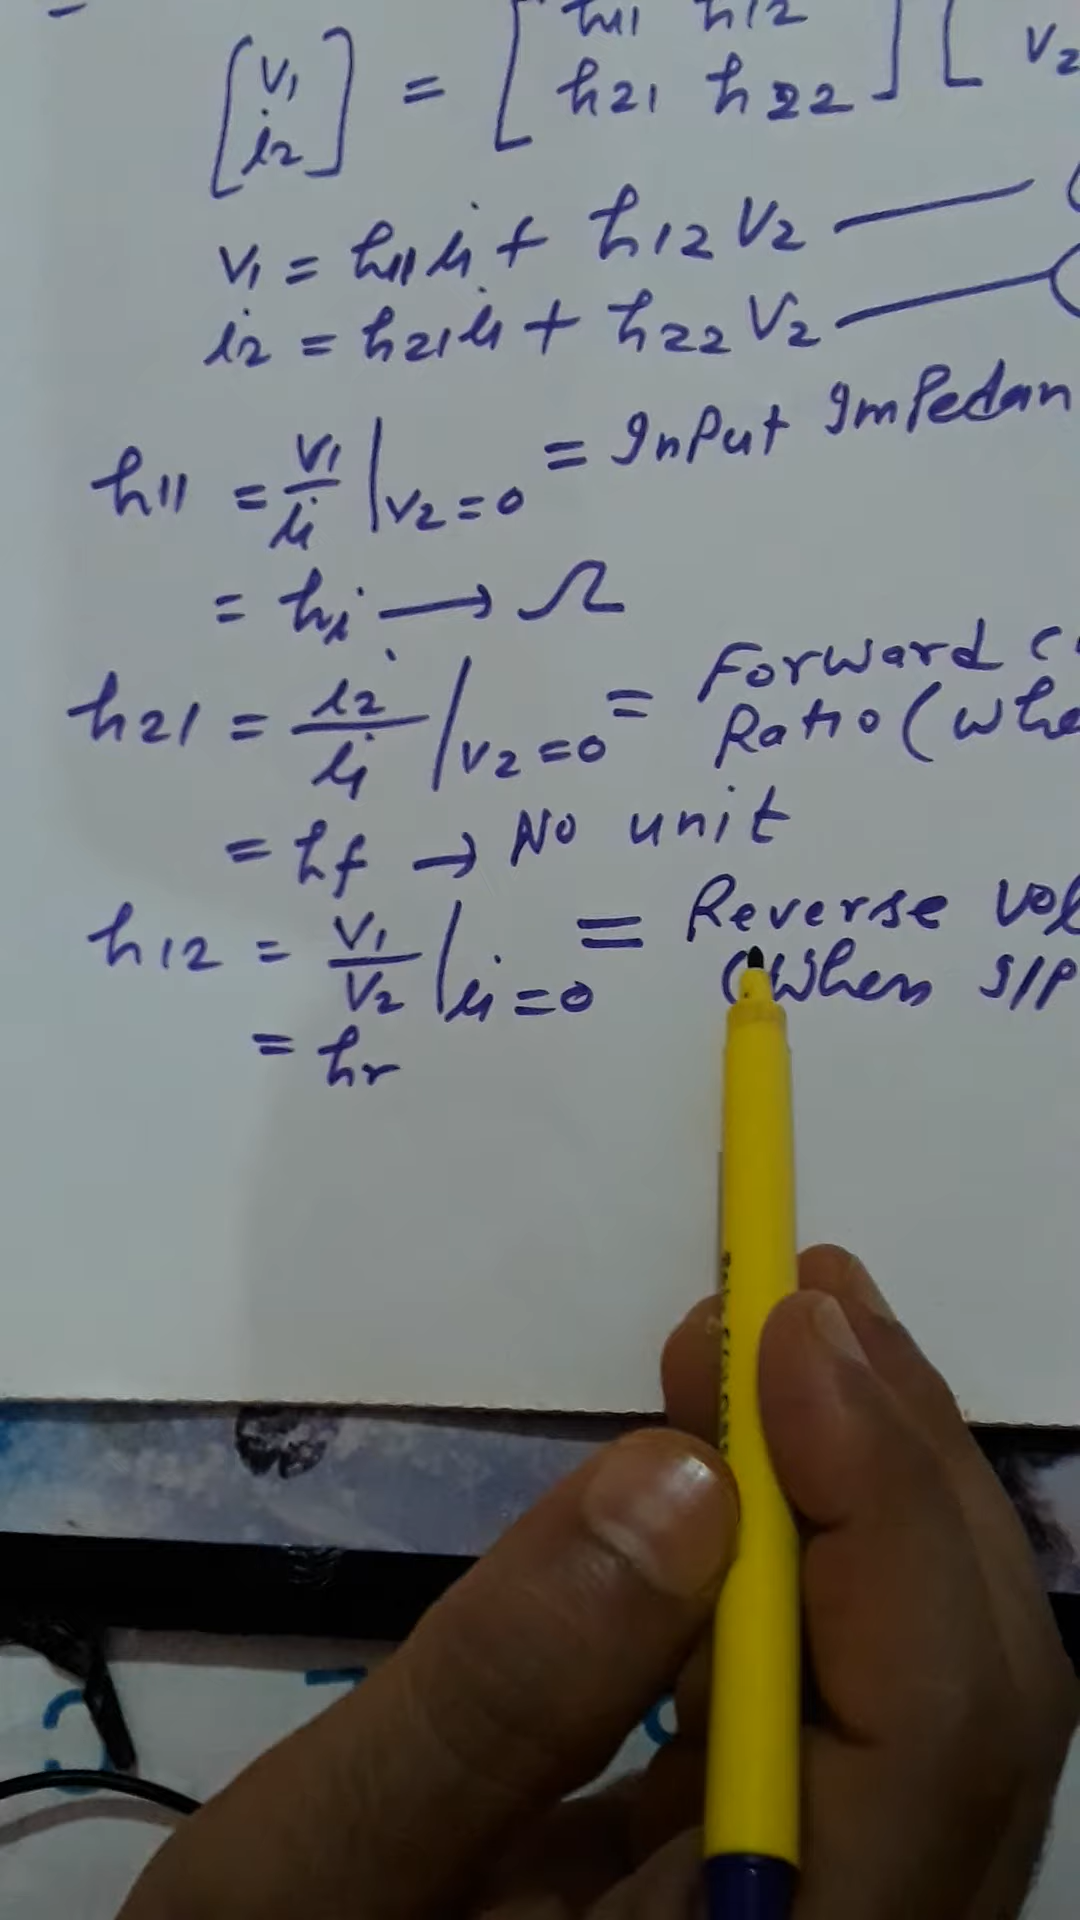 [v1 i2] = [h11 h12 h21 h22] [ v2
v1 = h11 i1 + h12 V2
i2 = h21 i1 + h22 V2
h11 = v1/i1 |v2=0 = Input Impedan
= hi → Ω
h21 = i2/i1 |v2=0 = Forward
Ratio (whe
= hf → No unit
h12 = v1/v2 |i1=0 = Reverse vol
(when I/P
= hr